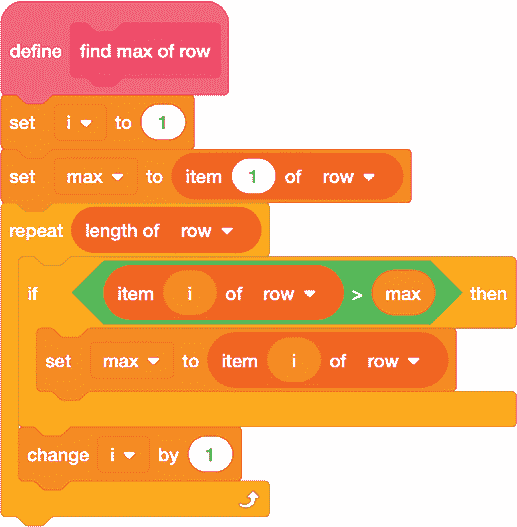 define find max of row
set i to 1
set max to item 1 of row
repeat length of row
if item i of row > max then
set max to item i of row
change i by 1